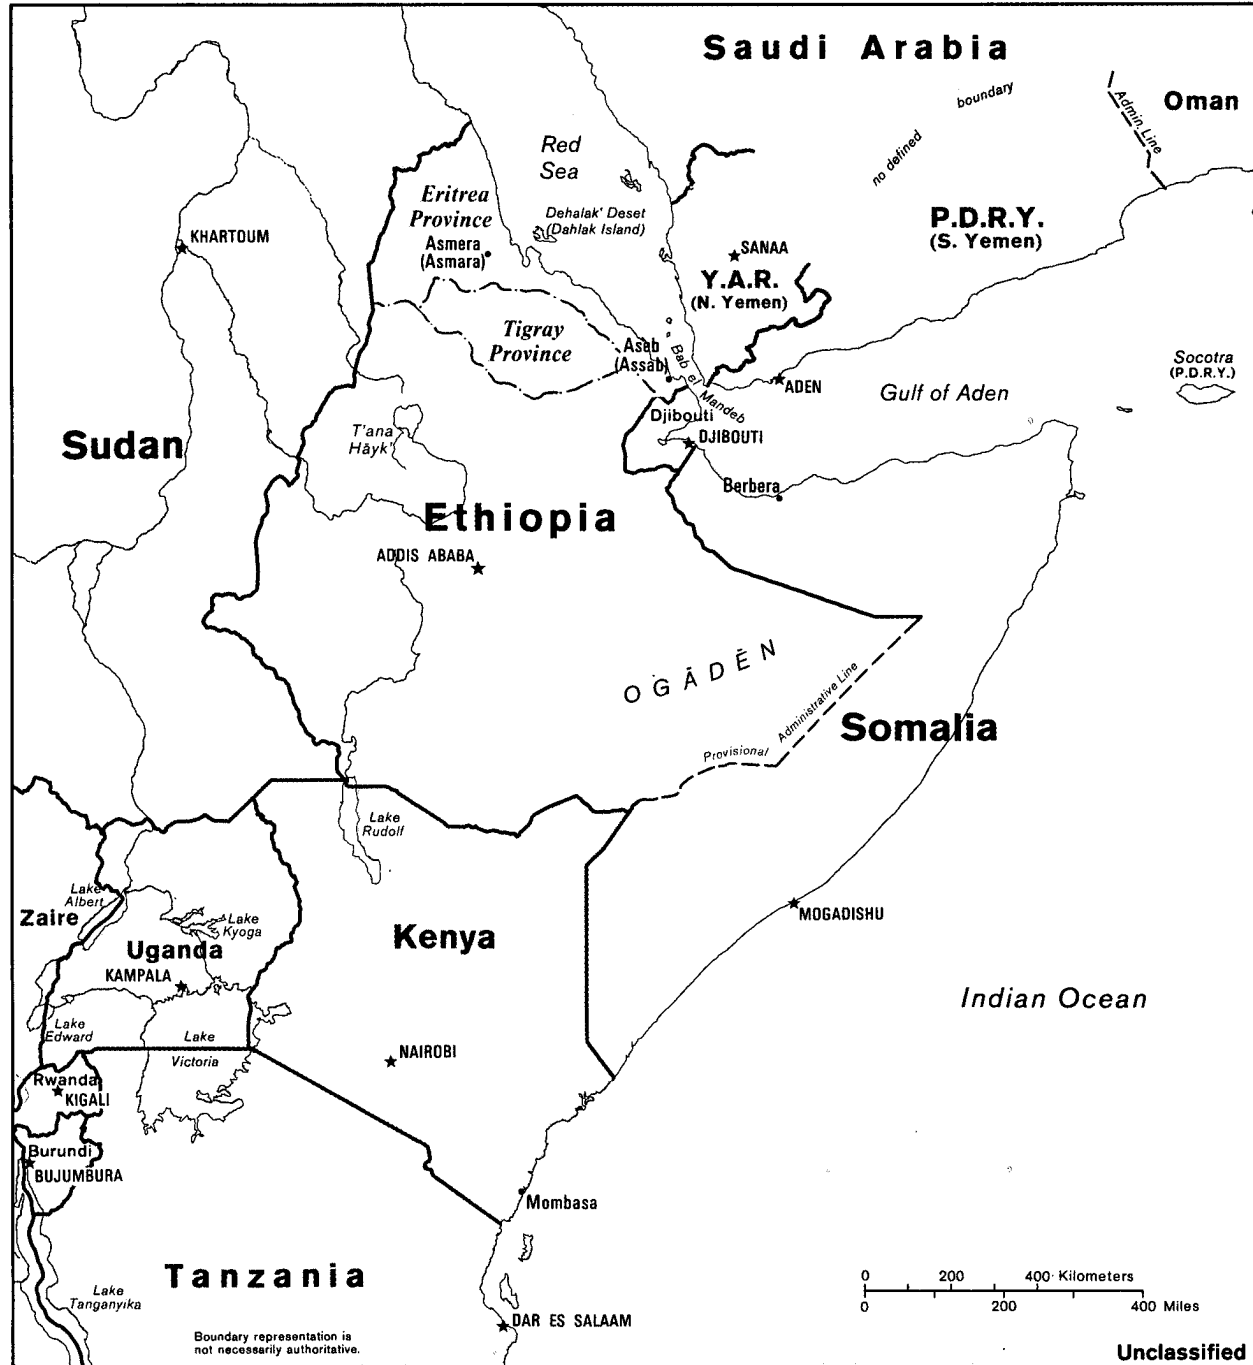 Saudi Arabia
boundary
Admin. Line
Oman
no defined
Red
Sea
Eritrea
Province
Dehalak' Deset
(Dahlak Island)
P.D.R.Y.
(S. Yemen)
KHARTOUM
Asmera
(Asmara)
SANAA
Y.A.R.
(N. Yemen)
Tigray
Province
Aseb
(Assab)
Bab el Mandeb
Socotra
(P.D.R.Y.)
ADEN
Gulf of Aden
Djibouti
DJIBOUTI
T'ana
Hāyk'
Sudan
Berbera
Ethiopia
ADDIS ABABA
OGĀDĒN
Provisional Administrative Line
Somalia
Lake
Rudolf
Lake
Albert
Zaire
Lake
Kyoga
Uganda
KAMPALA
Kenya
MOGADISHU
Indian Ocean
Lake
Edward
Lake
Victoria
NAIROBI
Rwanda
KIGALI
Burundi
BUJUMBURA
Mombasa
Tanzania
Lake
Tanganyika
DAR ES SALAAM
0 200 400 Kilometers
0 200 400 Miles
Boundary representation is
not necessarily authoritative.
Unclassified